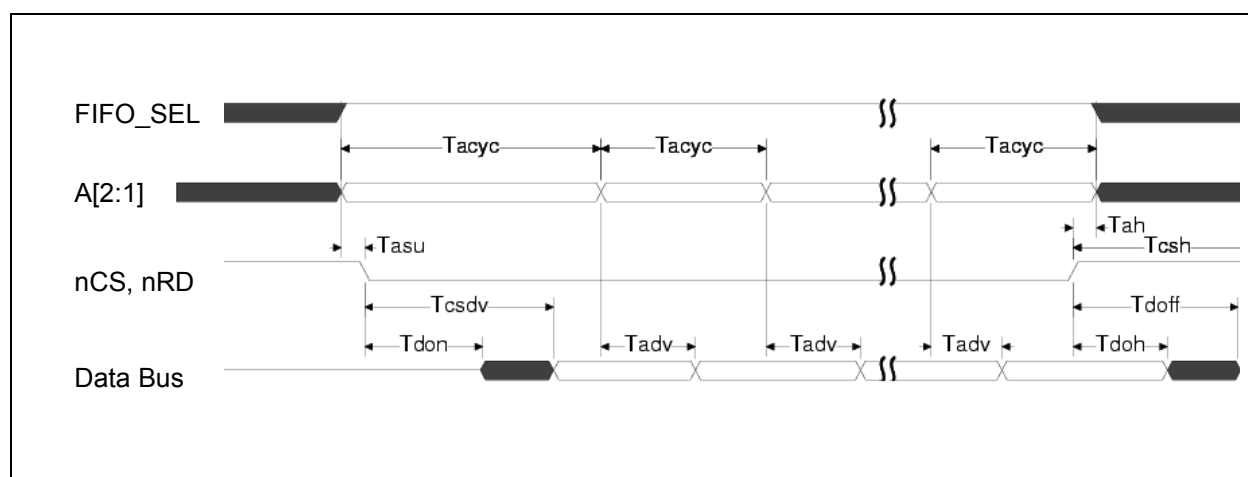 FIFO_SEL
Tacyc Tacyc Tacyc
A[2:1]
Tasu Tah
Tcsh
nCS, nRD
Tcsdv Tdoff
Tdon Tadv Tadv Tadv Tdoh
Data Bus